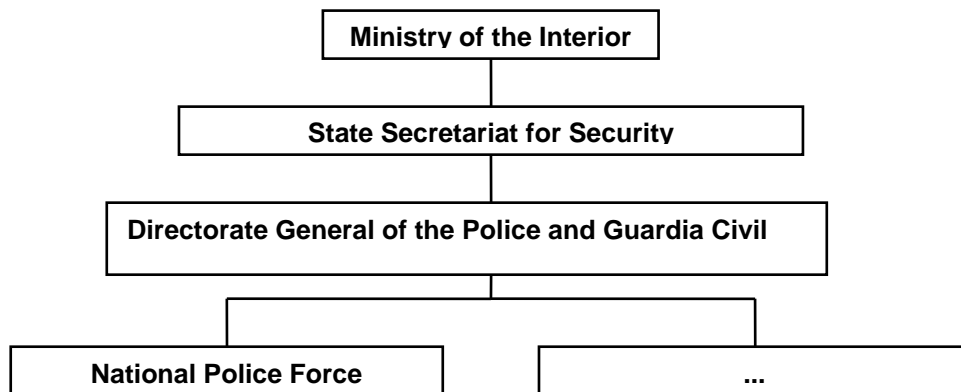 Ministry of the Interior
State Secretariat for Security
Directorate General of the Police and Guardia Civil
National Police Force
...